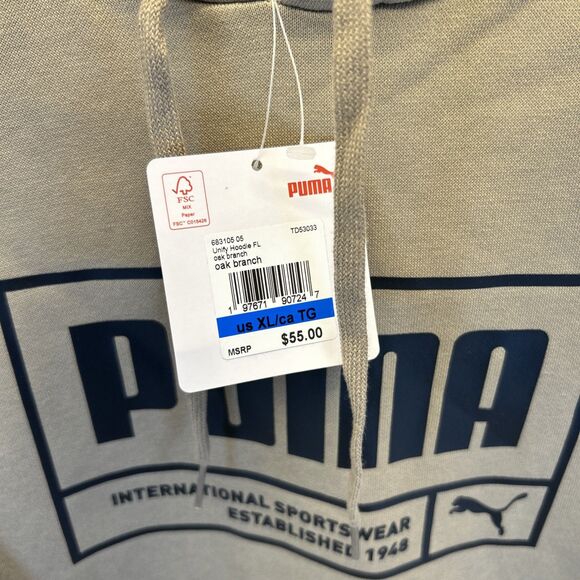 FSC
MIX
Paper
FSC™ C015426
PUMA
683105 05
TD53033
Unify Hoodie FL
oak branch
oak branch
1 97671 90724 7
us XL/ca TG
MSRP
$55.00
PUMA
INTERNATIONAL SPORTSWEAR
ESTABLISHED 1948